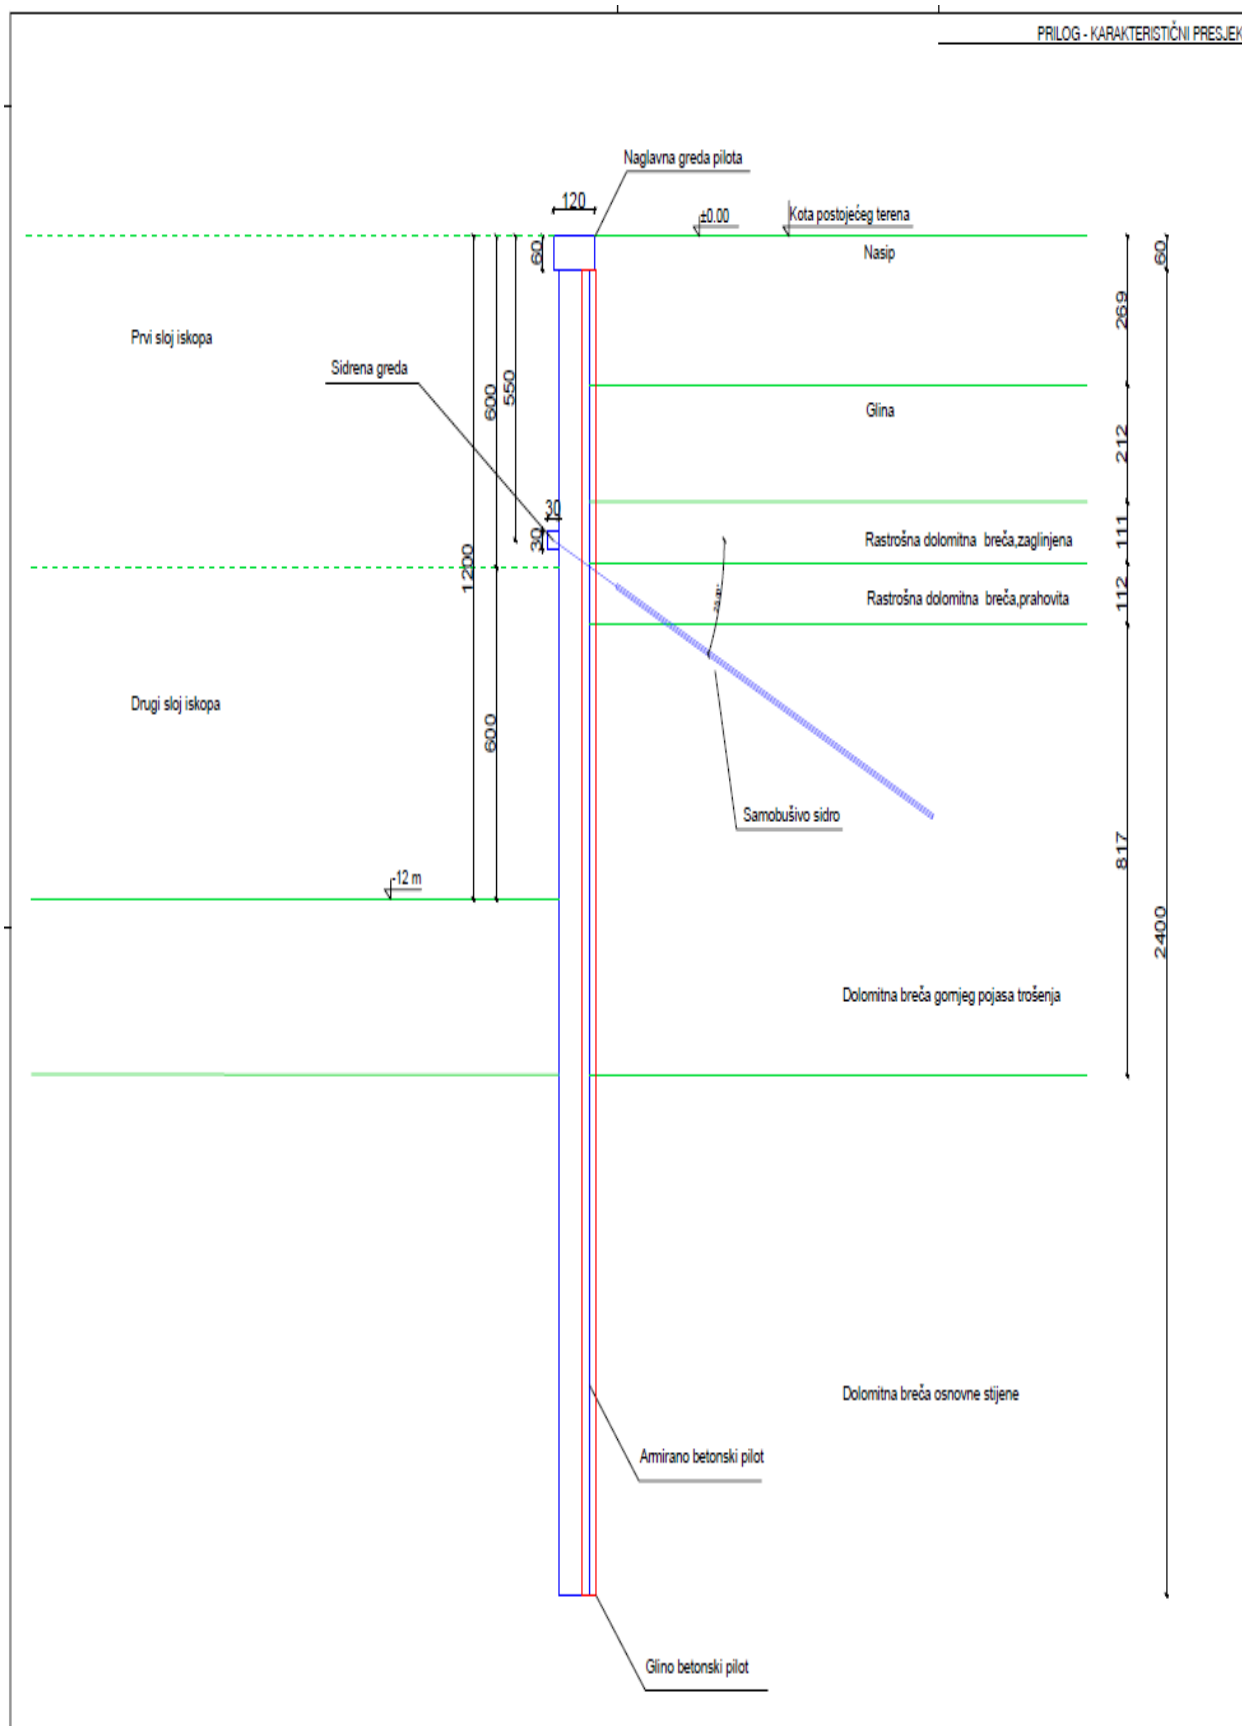 PRILOG - KARAKTERISTIČNI PRESJEK
Naglavna greda pilota
120
±0.00
Kota postojećeg terena
60
Nasip
60
269
Prvi sloj iskopa
Sidrena greda
550
600
Glina
212
30
30
Rastrošna dolomitna breča,zaglinjena
111
1200
Rastrošna dolomitna breča,prahovita
112
Drugi sloj iskopa
600
Samobušivo sidro
817
-12 m
2400
Dolomitna breča gornjeg pojasa trošenja
Dolomitna breča osnovne stijene
Armirano betonski pilot
Glino betonski pilot